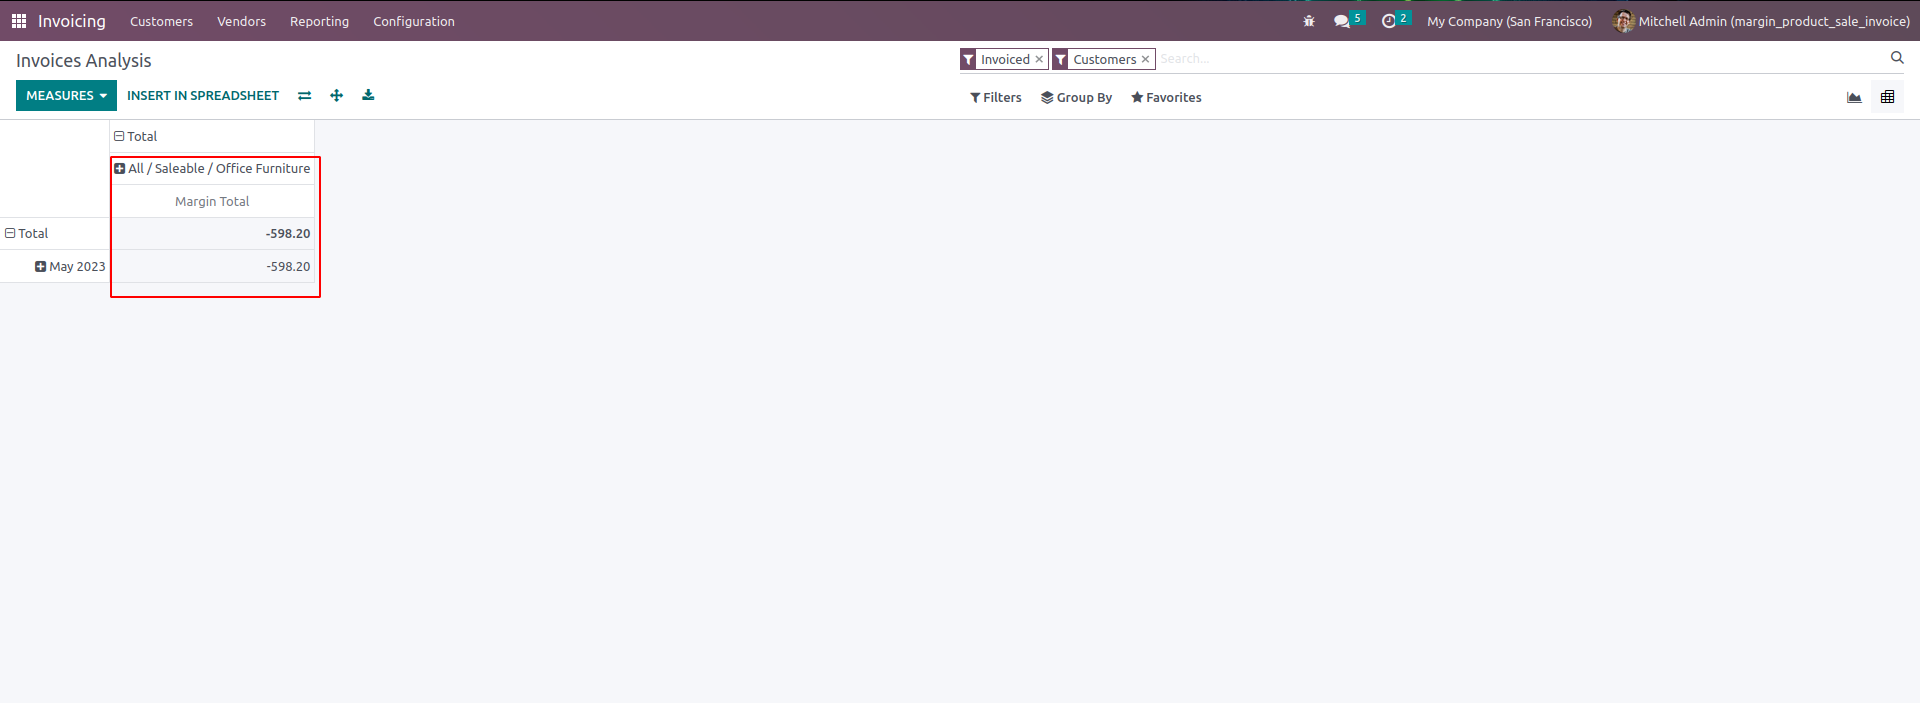 Invoicing Customers Vendors Reporting Configuration 5 2 My Company (San Francisco) Mitchell Admin (margin_product_sale_invoice)
Invoices Analysis
Invoiced × Customers × Search...
MEASURES INSERT IN SPREADSHEET
Filters Group By Favorites
Total
All / Saleable / Office Furniture
Margin Total
Total -598.20
May 2023 -598.20